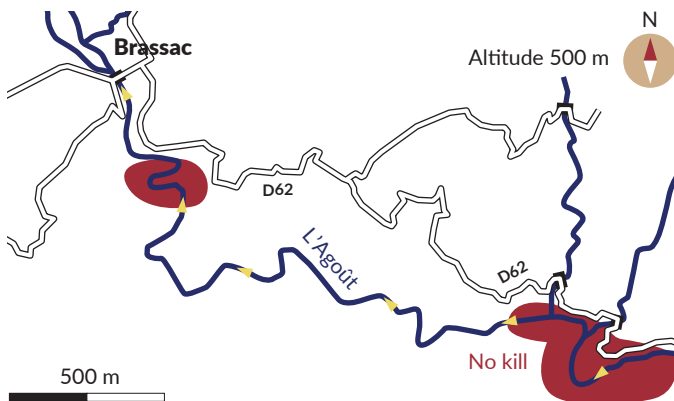 N
Brassac
Altitude 500 m
D62
L'Agoût
D62
No kill
500 m